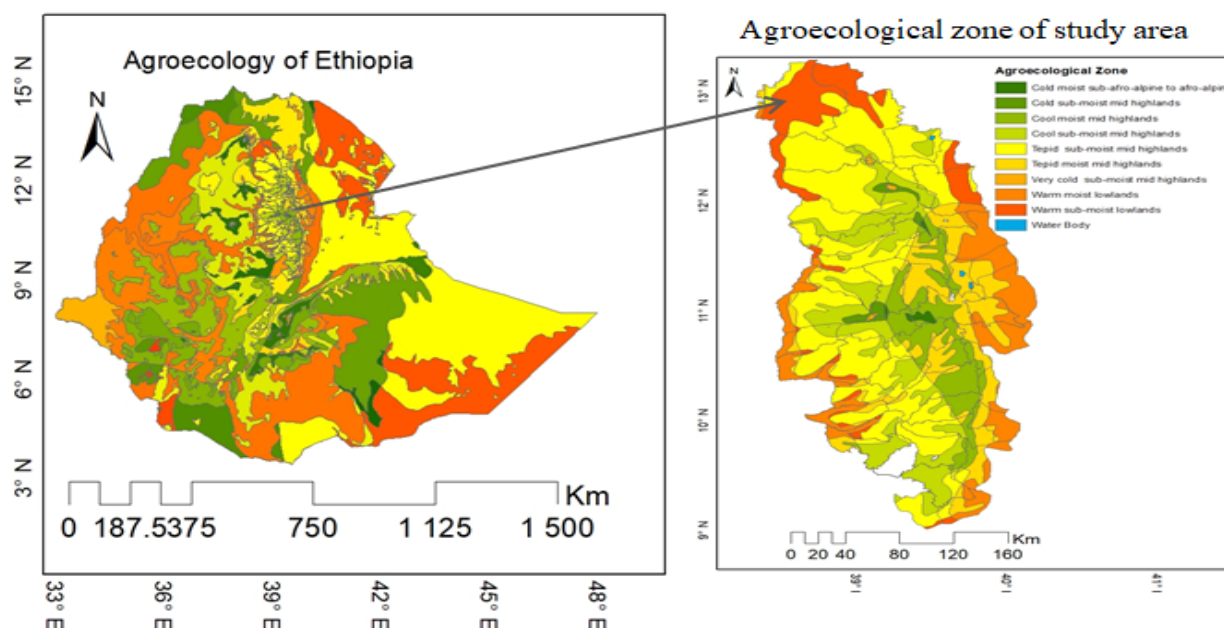 Agroecology of Ethiopia
N
15° N
12° N
9° N
6° N
3° N
Km
0 187.5375 750 1 125 1 500
33° E
36° E
39° E
42° E
45° E
48° E
Agroecological zone of study area
N
Agroecological Zone
Cold moist sub-afro-alpine to afro-alpin
Cold sub-moist mid highlands
Cool moist mid highlands
Cool sub-moist mid highlands
Tepid sub-moist mid highlands
Tepid moist mid highlands
Very cold sub-moist mid highlands
Warm moist lowlands
Warm sub-moist lowlands
Water Body
13° N
12° N
11° N
10° N
9° N
Km
0 20 40 80 120 160
39°I
40°I
41°I